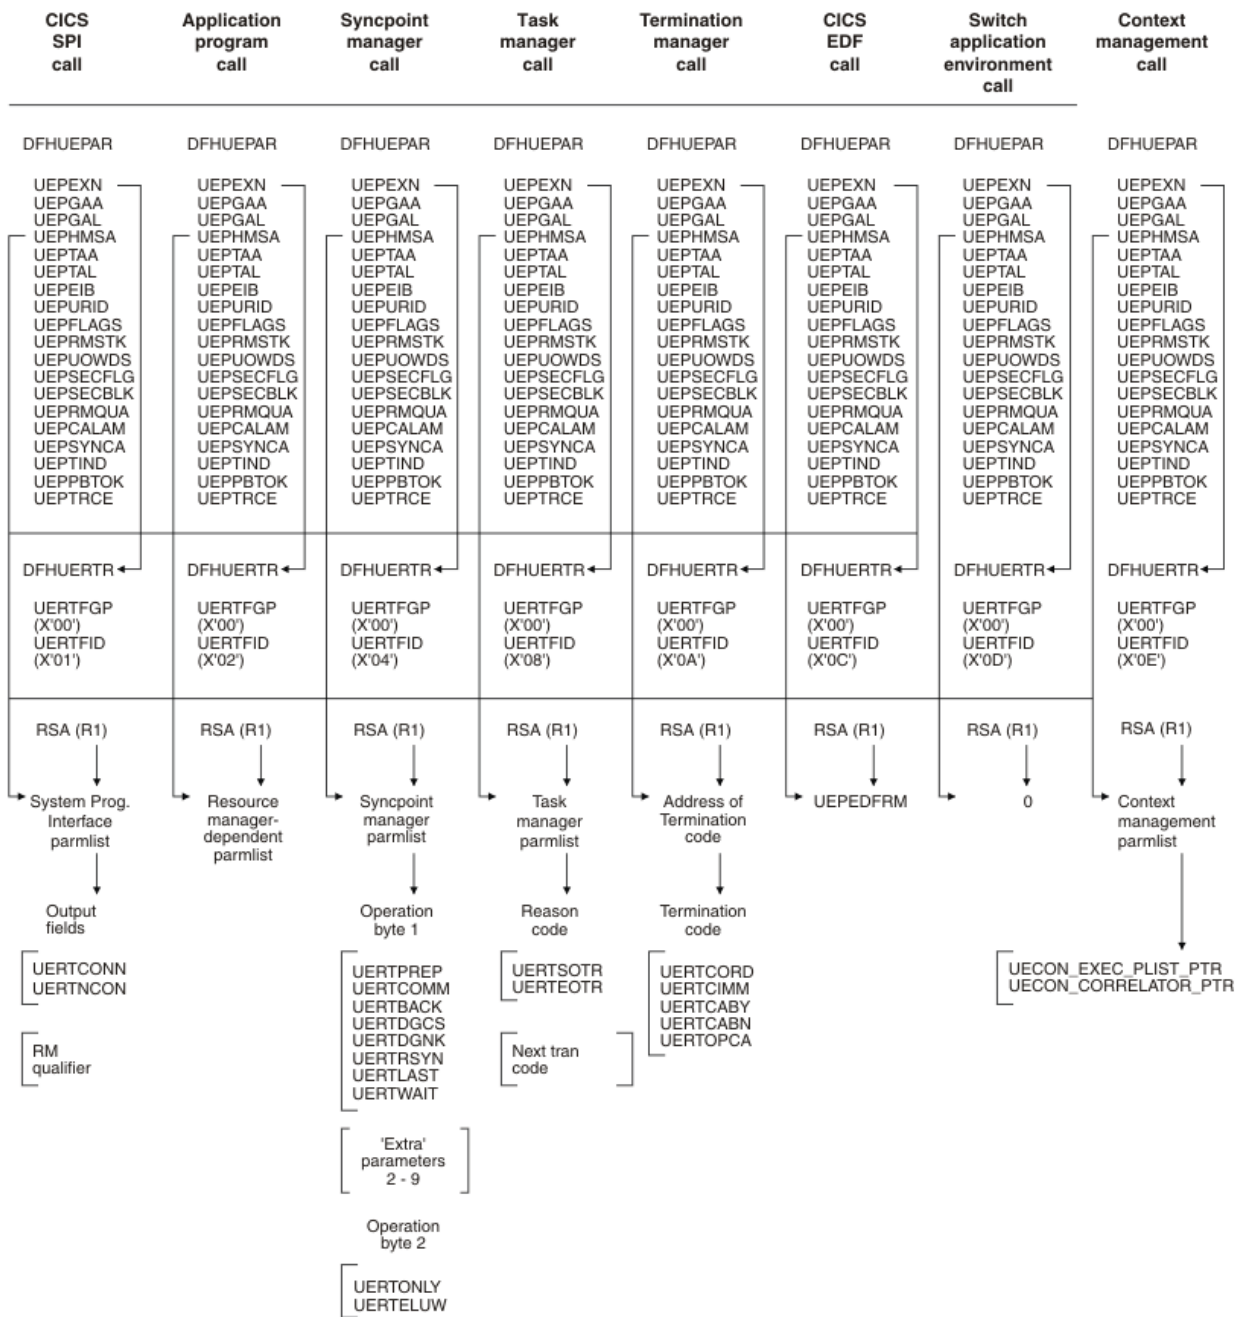 CICS SPI call
Application program call
Syncpoint manager call
Task manager call
Termination manager call
CICS EDF call
Switch application environment call
Context management call
DFHUEPAR DFHUEPAR DFHUEPAR DFHUEPAR DFHUEPAR DFHUEPAR DFHUEPAR DFHUEPAR
UEPEXN UEPEXN UEPEXN UEPEXN UEPEXN UEPEXN UEPEXN UEPEXN
UEPGAA UEPGAA UEPGAA UEPGAA UEPGAA UEPGAA UEPGAA UEPGAA
UEPGAL UEPGAL UEPGAL UEPGAL UEPGAL UEPGAL UEPGAL UEPGAL
UEPHMSA UEPHMSA UEPHMSA UEPHMSA UEPHMSA UEPHMSA UEPHMSA UEPHMSA
UEPTAA UEPTAA UEPTAA UEPTAA UEPTAA UEPTAA UEPTAA UEPTAA
UEPTAL UEPTAL UEPTAL UEPTAL UEPTAL UEPTAL UEPTAL UEPTAL
UEPEIB UEPEIB UEPEIB UEPEIB UEPEIB UEPEIB UEPEIB UEPEIB
UEPURID UEPURID UEPURID UEPURID UEPURID UEPURID UEPURID UEPURID
UEPFLAGS UEPFLAGS UEPFLAGS UEPFLAGS UEPFLAGS UEPFLAGS UEPFLAGS UEPFLAGS
UEPRMSTK UEPRMSTK UEPRMSTK UEPRMSTK UEPRMSTK UEPRMSTK UEPRMSTK UEPRMSTK
UEPUOWDS UEPUOWDS UEPUOWDS UEPUOWDS UEPUOWDS UEPUOWDS UEPUOWDS UEPUOWDS
UEPSECFLG UEPSECFLG UEPSECFLG UEPSECFLG UEPSECFLG UEPSECFLG UEPSECFLG UEPSECFLG
UEPSECBLK UEPSECBLK UEPSECBLK UEPSECBLK UEPSECBLK UEPSECBLK UEPSECBLK UEPSECBLK
UEPRMQUA UEPRMQUA UEPRMQUA UEPRMQUA UEPRMQUA UEPRMQUA UEPRMQUA UEPRMQUA
UEPCALAM UEPCALAM UEPCALAM UEPCALAM UEPCALAM UEPCALAM UEPCALAM UEPCALAM
UEPSYNCA UEPSYNCA UEPSYNCA UEPSYNCA UEPSYNCA UEPSYNCA UEPSYNCA UEPSYNCA
UEPTIND UEPTIND UEPTIND UEPTIND UEPTIND UEPTIND UEPTIND UEPTIND
UEPPBTOK UEPPBTOK UEPPBTOK UEPPBTOK UEPPBTOK UEPPBTOK UEPPBTOK UEPPBTOK
UEPTRCE UEPTRCE UEPTRCE UEPTRCE UEPTRCE UEPTRCE UEPTRCE UEPTRCE
DFHUERTR DFHUERTR DFHUERTR DFHUERTR DFHUERTR DFHUERTR DFHUERTR DFHUERTR
UERTFGP UERTFGP UERTFGP UERTFGP UERTFGP UERTFGP UERTFGP UERTFGP
(X'00') (X'00') (X'00') (X'00') (X'00') (X'00') (X'00') (X'00')
UERTFID UERTFID UERTFID UERTFID UERTFID UERTFID UERTFID UERTFID
(X'01') (X'02') (X'04') (X'08') (X'0A') (X'0C') (X'0D') (X'0E')
RSA (R1) RSA (R1) RSA (R1) RSA (R1) RSA (R1) RSA (R1) RSA (R1) RSA (R1)
System Prog.
Interface
parmlist
Resource
manager-
dependent
parmlist
Syncpoint
manager
parmlist
Task
manager
parmlist
Address of
Termination
code
UEPEDFRM
0
Context
management
parmlist
Output
fields
UERTCONN
UERTNCON
RM
qualifier
Operation
byte 1
UERTPREP
UERTCOMM
UERTBACK
UERTDGCS
UERTDGNK
UERTRSYN
UERTLAST
UERTWAIT
'Extra'
parameters
2 - 9
Operation
byte 2
UERTONLY
UERTELUW
Reason
code
UERTSOTR
UERTEOTR
Next tran
code
Termination
code
UERTCORD
UERTCIMM
UERTCABY
UERTCABN
UERTOPCA
UECON_EXEC_PLIST_PTR
UECON_CORRELATOR_PTR